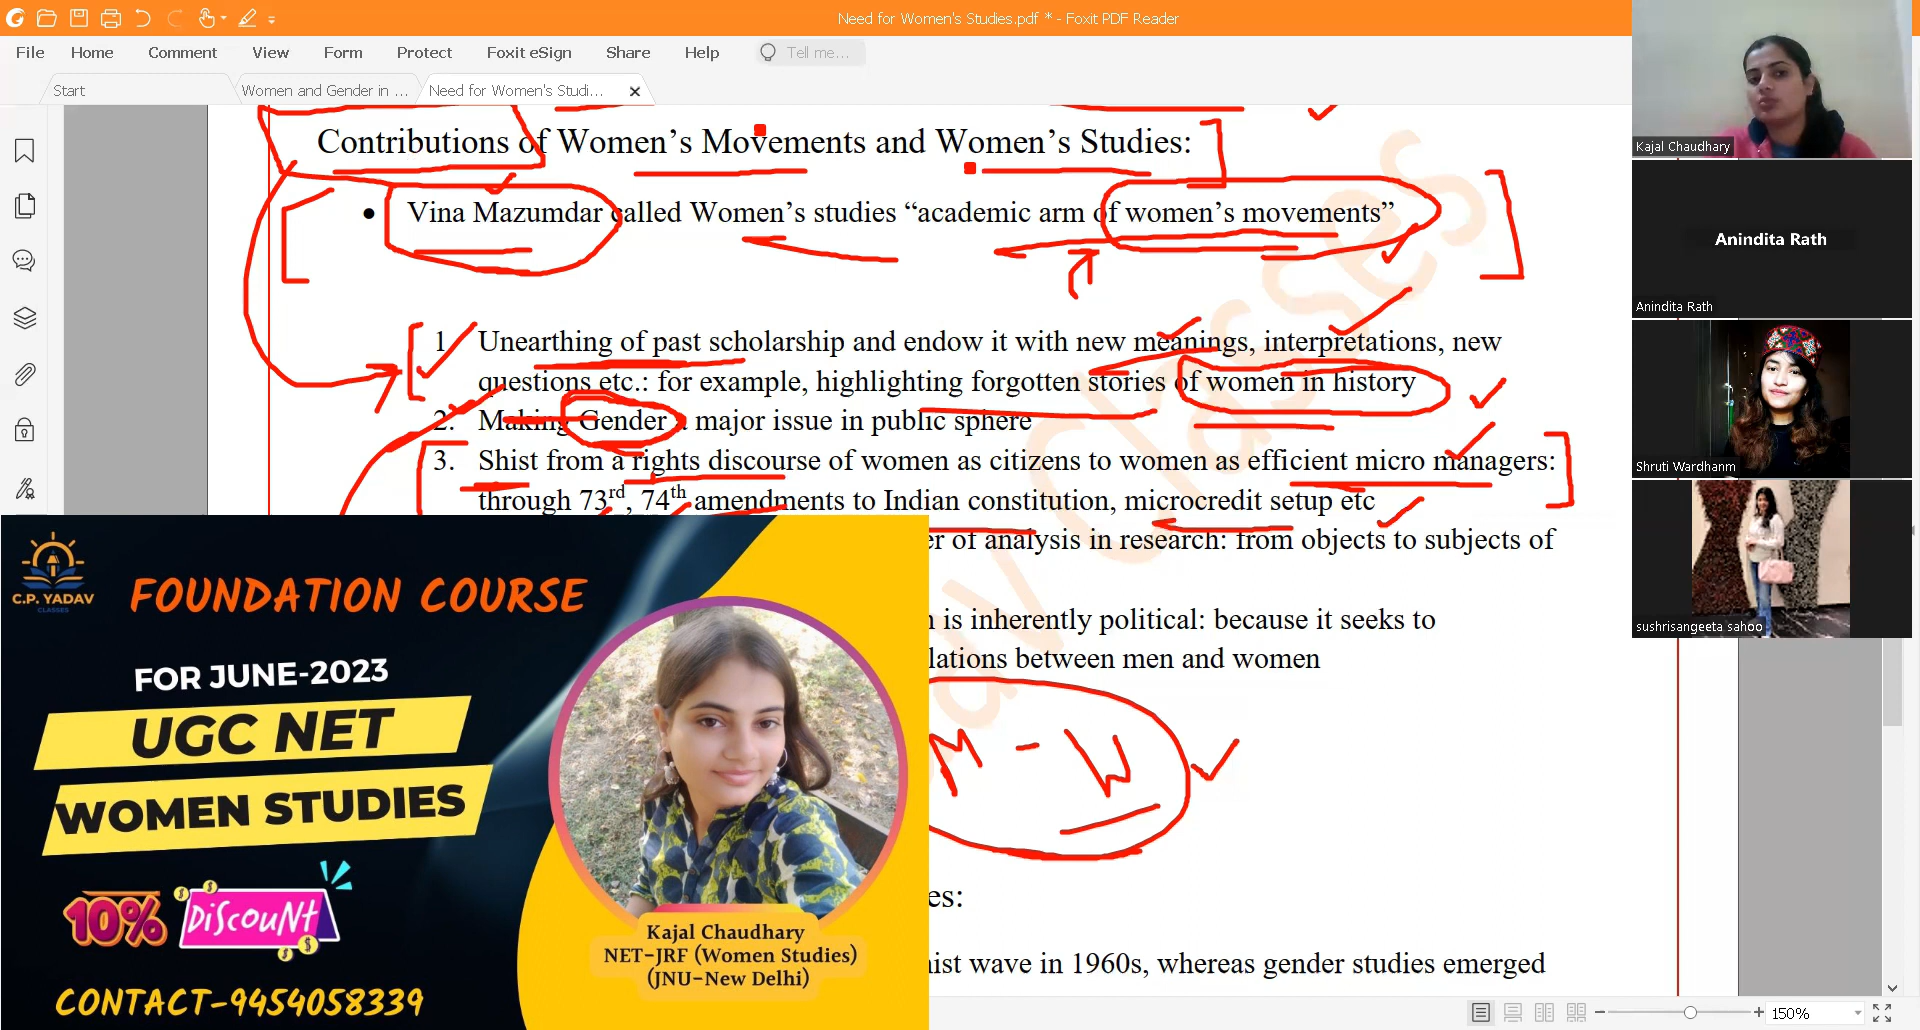 Need for Women's Studies.pdf * - Foxit PDF Reader
File Home Comment View Form Protect Foxit eSign Share Help Tell me...
Start Women and Gender in ... Need for Women's Studi...
Contributions of Women's Movements and Women's Studies:
• Vina Mazumdar called Women's studies “academic arm of women's movements”
1. Unearthing of past scholarship and endow it with new meanings, interpretations, new
questions etc.: for example, highlighting forgotten stories of women in history
2. Making Gender a major issue in public sphere
3. Shist from a rights discourse of women as citizens to women as efficient micro managers:
through 73rd, 74th amendments to Indian constitution, microcredit setup etc
er of analysis in research: from objects to subjects of
is inherently political: because it seeks to
lations between men and women
M - W
es:
nist wave in 1960s, whereas gender studies emerged
av Classes
C.P. YADAV
CLASSES
FOUNDATION COURSE
FOR JUNE-2023
UGC NET
WOMEN STUDIES
10% DiScouNt
CONTACT-9454058339
Kajal Chaudhary
NET-JRF (Women Studies)
(JNU-New Delhi)
Kajal Chaudhary
Anindita Rath
Anindita Rath
Shruti Wardhanm
sushrisangeeta sahoo
150%